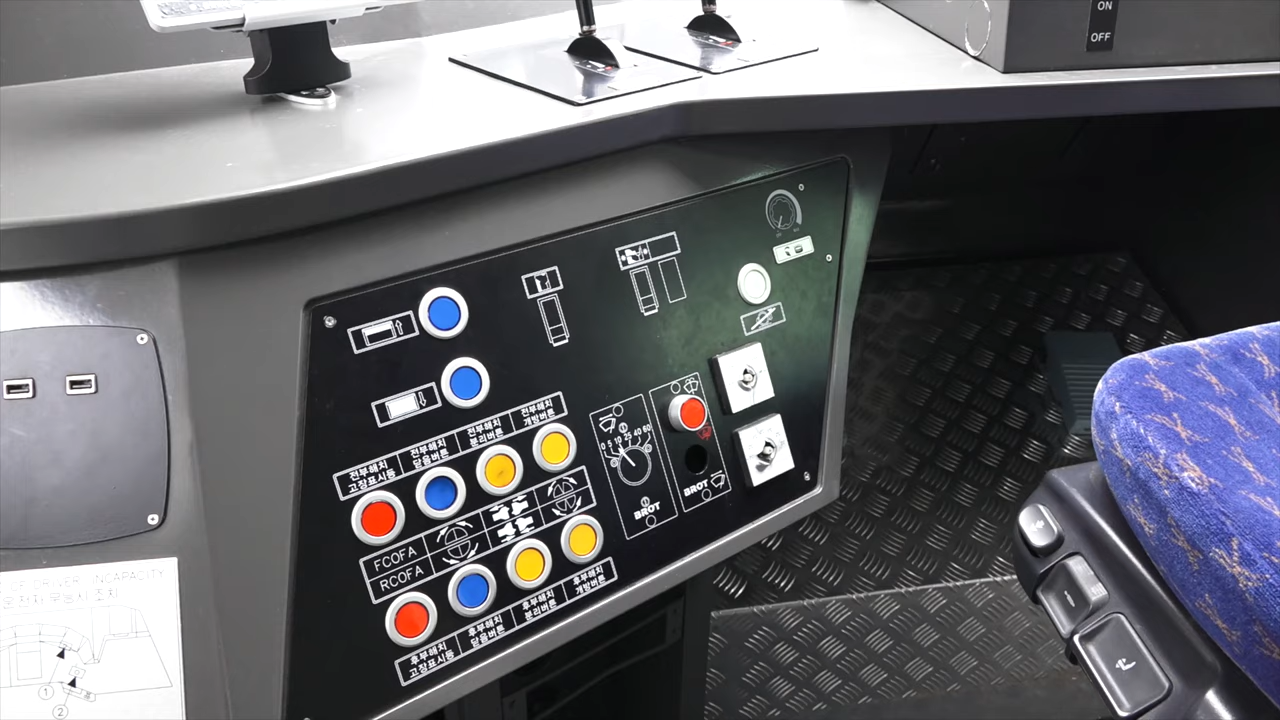 ON
OFF
전부해치
고장표시등
전부해치
닫음버튼
전부해치
분리버튼
전부해치
개방버튼
FCOFA
RCOFA
후부해치
고장표시등
후부해치
닫음버튼
후부해치
분리버튼
후부해치
개방버튼
0 5 10 25 40 60
BROT
BROT
DRIVER INCAPACITY
1
2